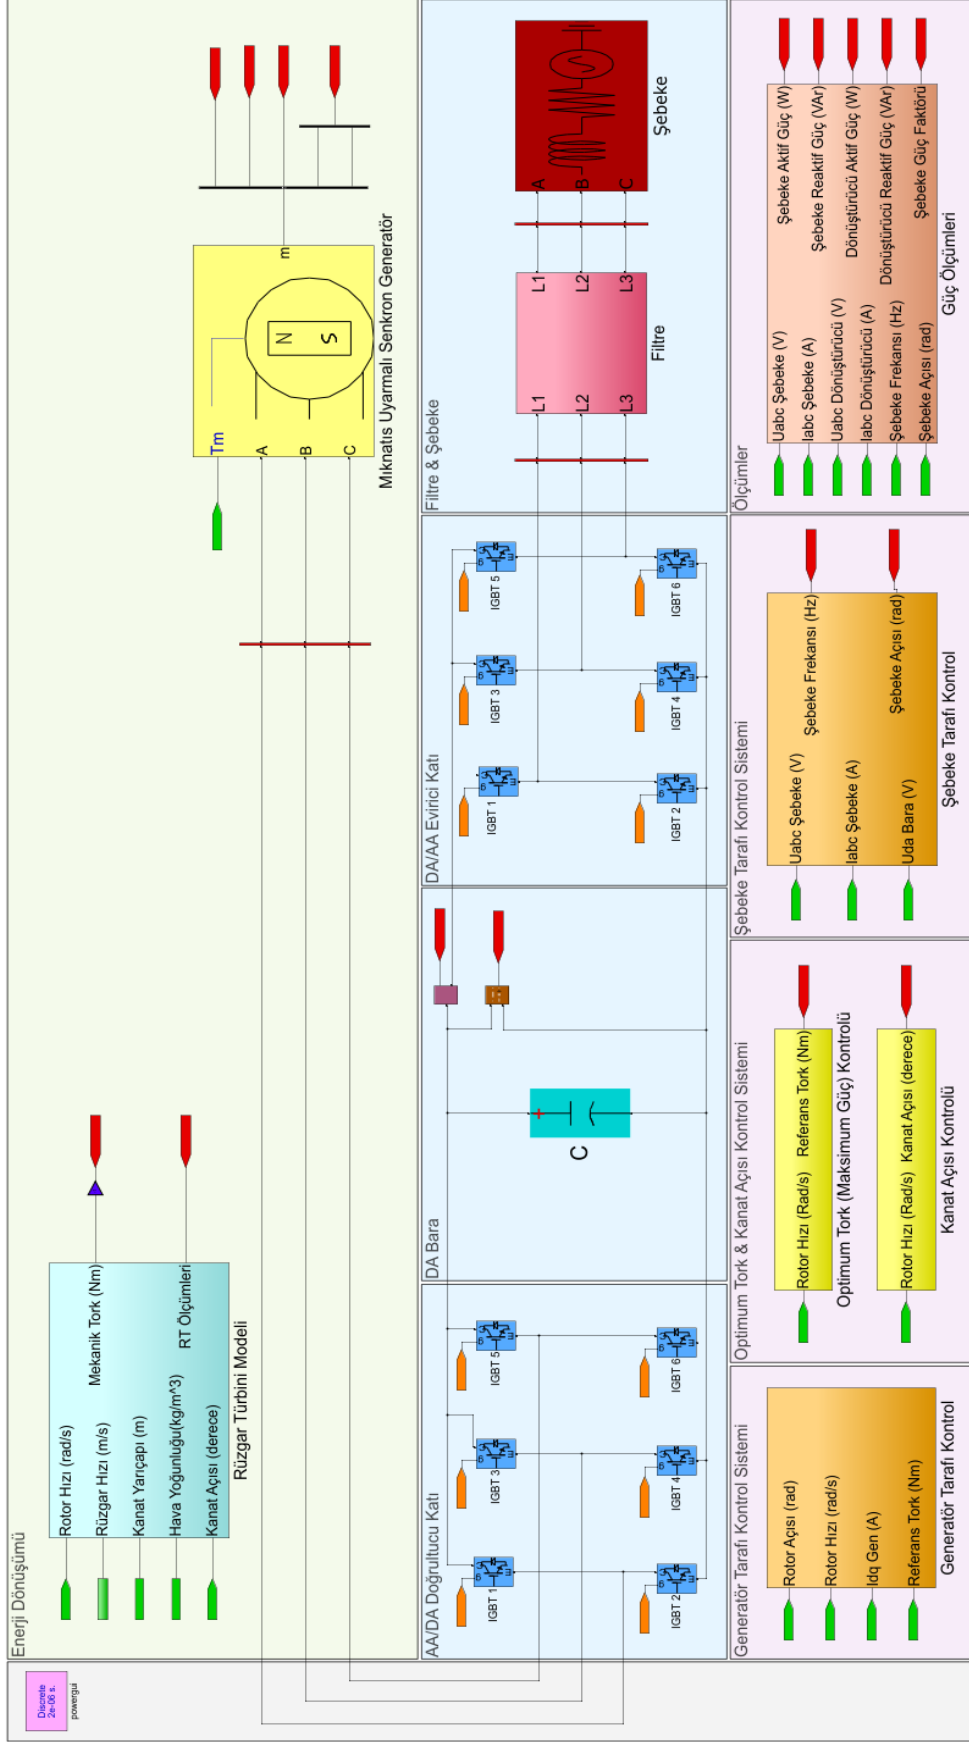 Discrete
2e-06 s.
powergui
Enerji Dönüşümü
Rotor Hızı (rad/s)
Rüzgar Hızı (m/s)
Kanat Yarıçapı (m)
Hava Yoğunluğu(kg/m^3)
Kanat Açısı (derece)
Mekanik Tork (Nm)
RT Ölçümleri
Rüzgar Türbini Modeli
Tm
A
B
C
m
N
S
Mıknatıs Uyarmalı Senkron Generatör
AA/DA Doğrultucu Katı
IGBT 1
IGBT 3
IGBT 5
IGBT 2
IGBT 4
IGBT 6
DA Bara
C
DA/AA Evirici Katı
IGBT 1
IGBT 3
IGBT 5
IGBT 2
IGBT 4
IGBT 6
Filtre & Şebeke
L1
L2
L3
L1
L2
L3
Filtre
A
B
C
Şebeke
Generatör Tarafı Kontrol Sistemi
Rotor Açısı (rad)
Rotor Hızı (rad/s)
Idq Gen (A)
Referans Tork (Nm)
Generatör Tarafı Kontrol
Optimum Tork & Kanat Açısı Kontrol Sistemi
Rotor Hızı (Rad/s) Referans Tork (Nm)
Optimum Tork (Maksimum Güç) Kontrolü
Rotor Hızı (Rad/s) Kanat Açısı (derece)
Kanat Açısı Kontrolü
Şebeke Tarafı Kontrol Sistemi
Uabc Şebeke (V)
Iabc Şebeke (A)
Uda Bara (V)
Şebeke Frekansı (Hz)
Şebeke Açısı (rad)
Şebeke Tarafı Kontrol
Ölçümler
Uabc Şebeke (V)
Iabc Şebeke (A)
Uabc Dönüştürücü (V)
Iabc Dönüştürücü (A)
Şebeke Frekansı (Hz)
Şebeke Açısı (rad)
Şebeke Aktif Güç (W)
Şebeke Reaktif Güç (VAr)
Dönüştürücü Aktif Güç (W)
Dönüştürücü Reaktif Güç (VAr)
Şebeke Güç Faktörü
Güç Ölçümleri